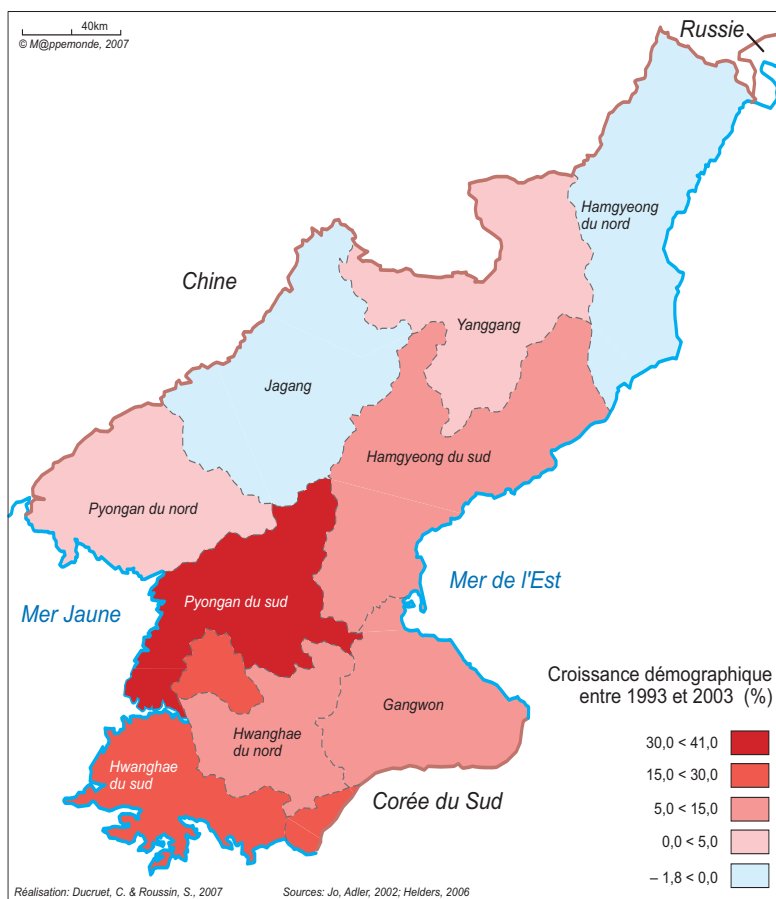 40km
© M@ppemonde, 2007
Russie
Hamgyeong
du nord
Chine
Yanggang
Jagang
Hamgyeong du sud
Pyongan du nord
Mer de l'Est
Pyongan du sud
Mer Jaune
Gangwon
Hwanghae
du nord
Hwanghae
du sud
Corée du Sud
Croissance démographique
entre 1993 et 2003 (%)
30,0 < 41,0
15,0 < 30,0
5,0 < 15,0
0,0 < 5,0
– 1,8 < 0,0
Réalisation: Ducruet, C. & Roussin, S., 2007
Sources: Jo, Adler, 2002; Helders, 2006